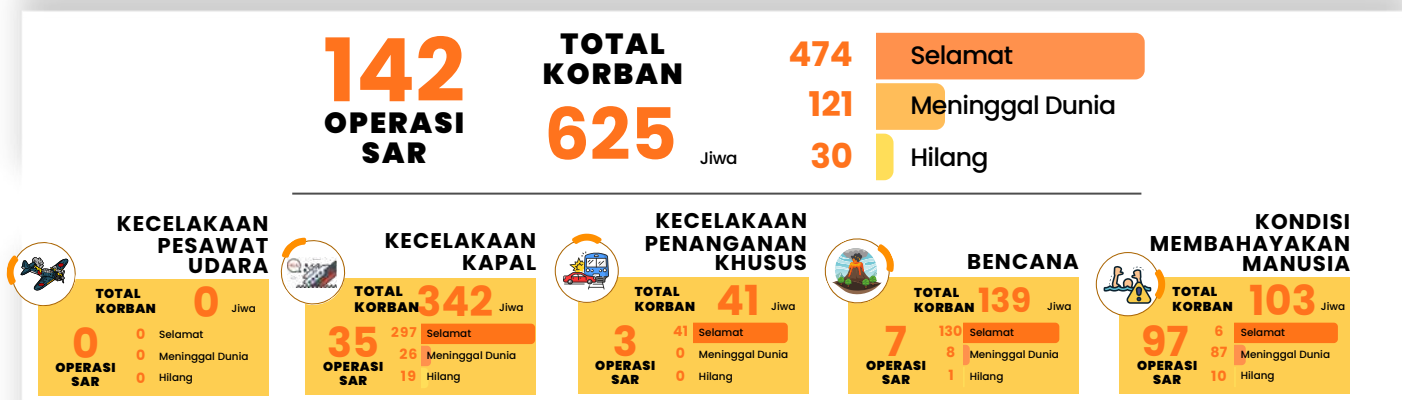 142
OPERASI
SAR
TOTAL
KORBAN
625 Jiwa
474 Selamat
121 Meninggal Dunia
30 Hilang
KECELAKAAN
PESAWAT
UDARA
TOTAL
KORBAN 0 Jiwa
0
OPERASI
SAR
0 Selamat
0 Meninggal Dunia
0 Hilang
KECELAKAAN
KAPAL
TOTAL
KORBAN 342 Jiwa
35
OPERASI
SAR
297 Selamat
26 Meninggal Dunia
19 Hilang
KECELAKAAN
PENANGANAN
KHUSUS
TOTAL
KORBAN 41 Jiwa
3
OPERASI
SAR
41 Selamat
0 Meninggal Dunia
0 Hilang
BENCANA
TOTAL
KORBAN 139 Jiwa
7
OPERASI
SAR
130 Selamat
8 Meninggal Dunia
1 Hilang
KONDISI
MEMBAHAYAKAN
MANUSIA
TOTAL
KORBAN 103 Jiwa
97
OPERASI
SAR
6 Selamat
87 Meninggal Dunia
10 Hilang